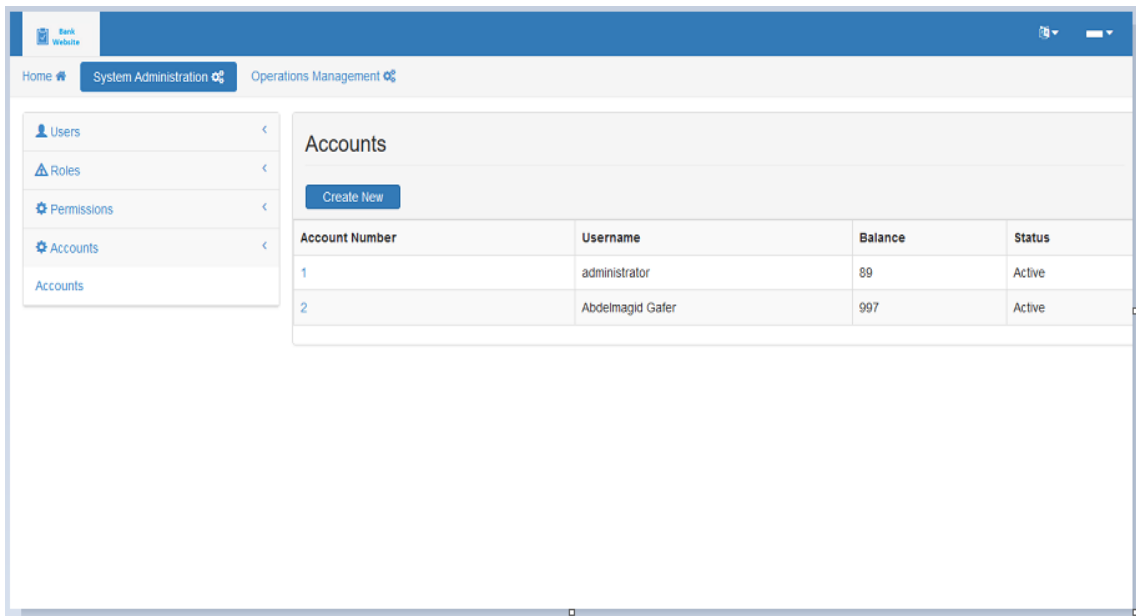 Bank
Website
Home System Administration Operations Management
Users
Roles
Permissions
Accounts
Accounts
Accounts
Create New
Account Number Username Balance Status
1 administrator 89 Active
2 Abdelmagid Gafer 997 Active